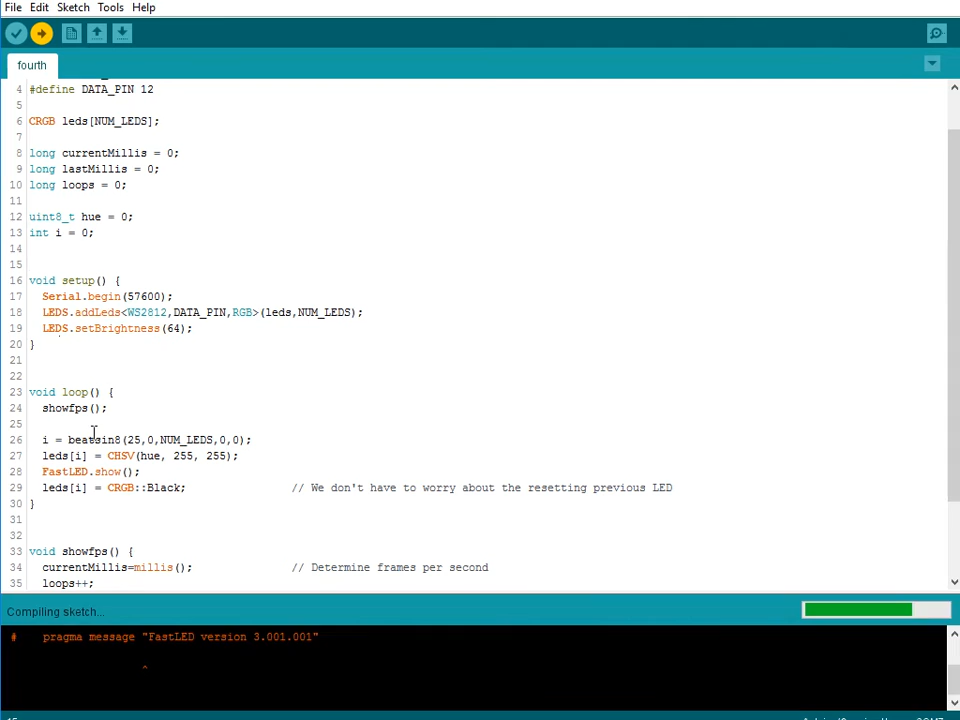 File Edit Sketch Tools Help
fourth
4 #define DATA_PIN 12
5
6 CRGB leds[NUM_LEDS];
7
8 long currentMillis = 0;
9 long lastMillis = 0;
10 long loops = 0;
11
12 uint8_t hue = 0;
13 int i = 0;
14
15
16 void setup() {
17 Serial.begin(57600);
18 LEDS.addLeds<WS2812,DATA_PIN,RGB>(leds,NUM_LEDS);
19 LEDS.setBrightness(64);
20 }
21
22
23 void loop() {
24 showfps();
25
26 i = beatsin8(25,0,NUM_LEDS,0,0);
27 leds[i] = CHSV(hue, 255, 255);
28 FastLED.show();
29 leds[i] = CRGB::Black; // We don't have to worry about the resetting previous LED
30 }
31
32
33 void showfps() {
34 currentMillis=millis(); // Determine frames per second
35 loops++;
Compiling sketch...
# pragma message "FastLED version 3.001.001"
^